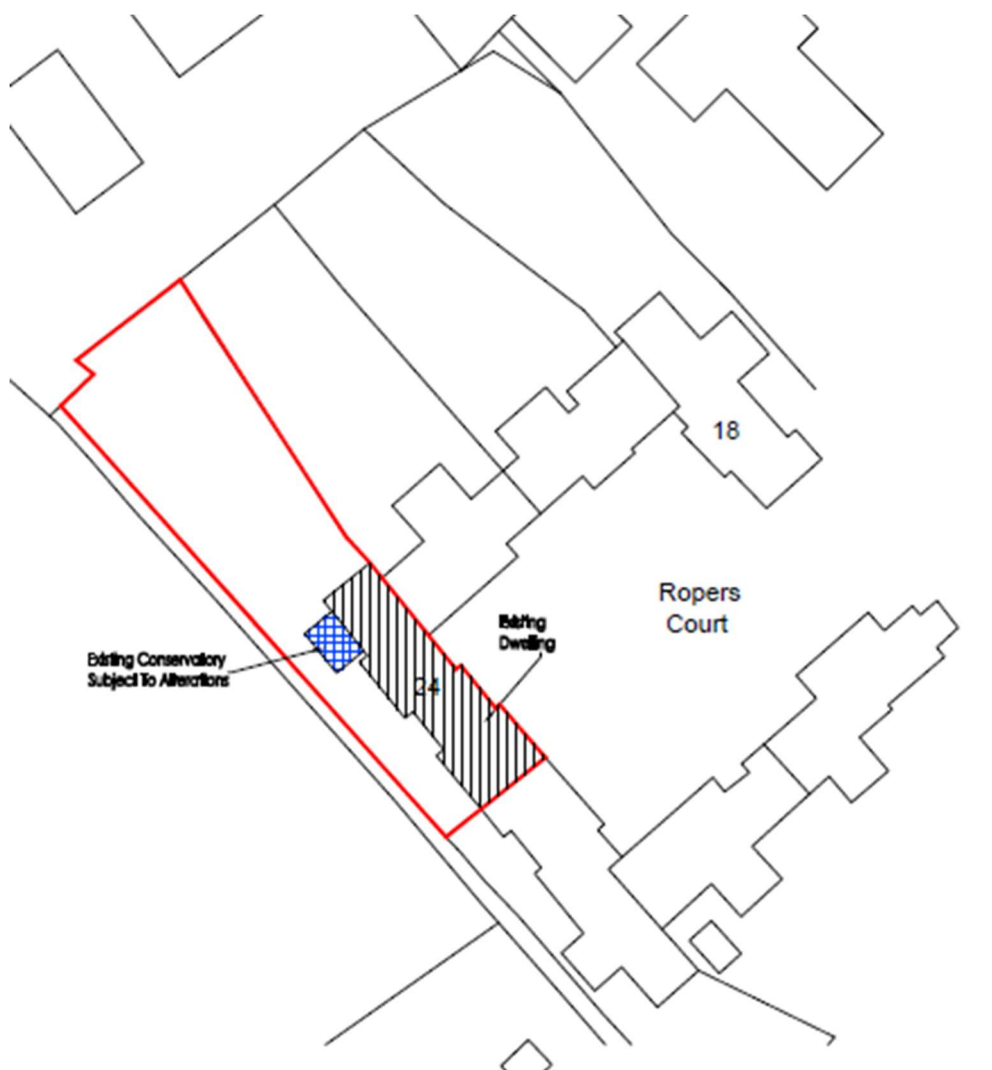 18
Ropers
Court
Existing
Dwelling
Existing Conservatory
Subject To Alterations
24